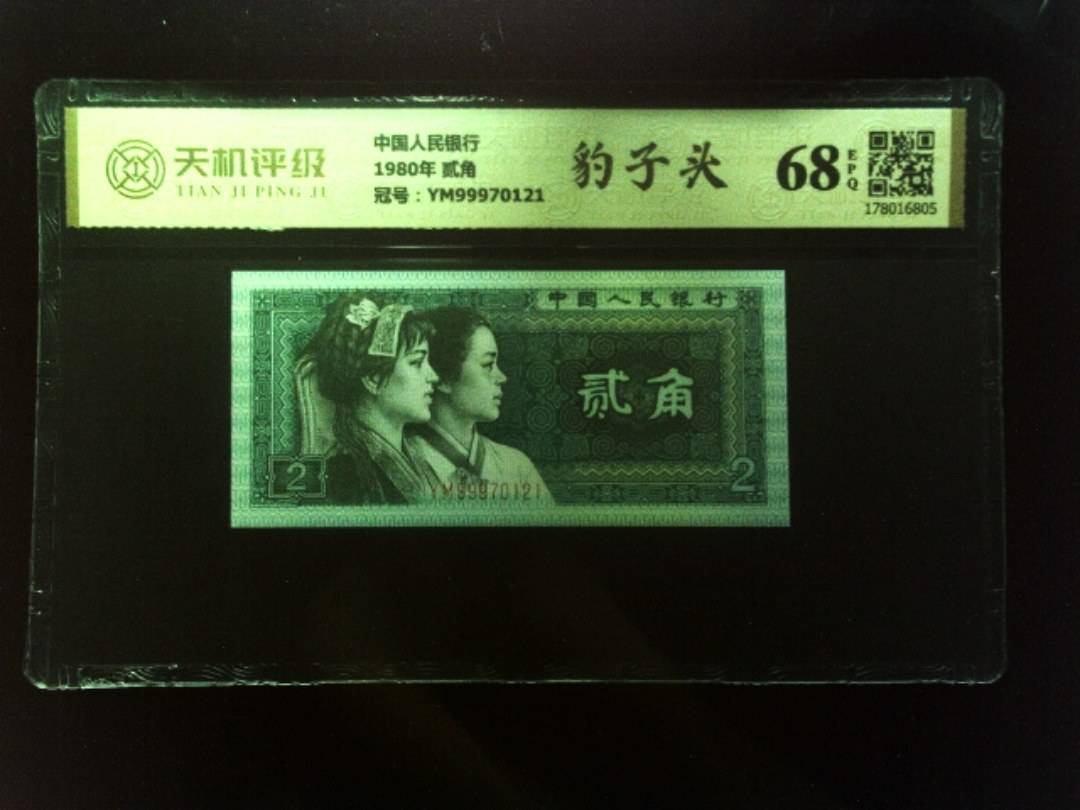 天机评级
TIAN JI PING JI
中国人民银行
1980年 贰角
冠号：YM99970121
豹子头
68
EPQ
178016805
中国人民银行
贰角
2
2
YM99970121